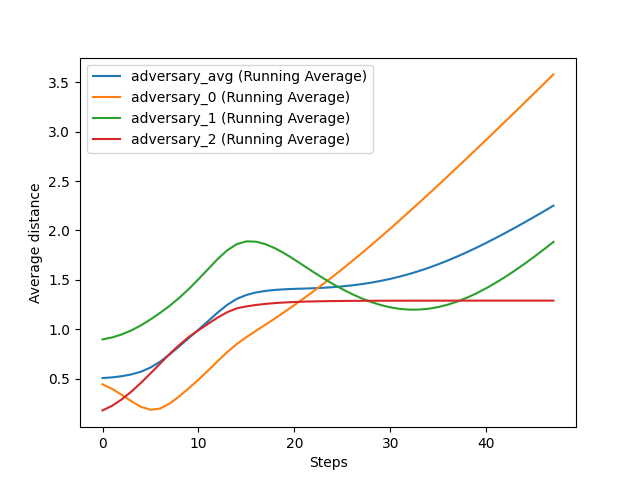 adversary_avg (Running Average)
adversary_0 (Running Average)
adversary_1 (Running Average)
adversary_2 (Running Average)
3.5
3.0
2.5
2.0
1.5
1.0
0.5
Average distance
0 10 20 30 40
Steps